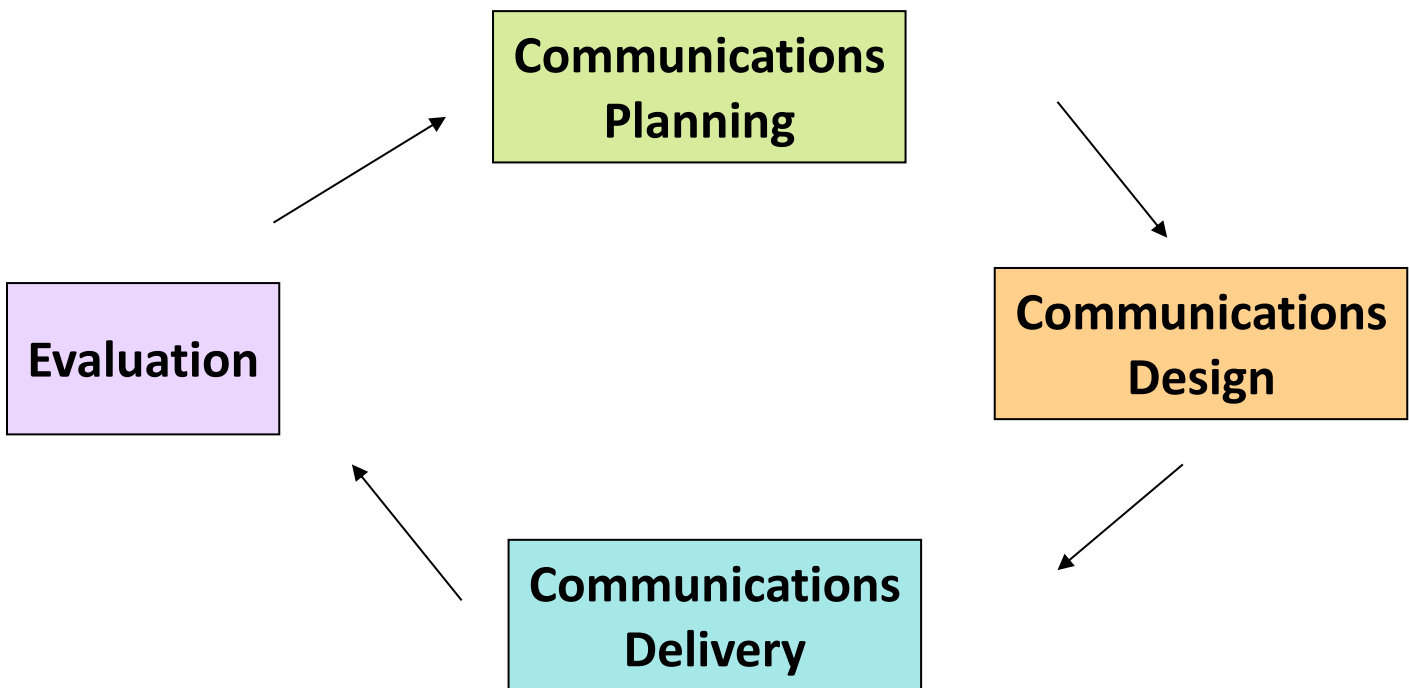 Communications
Planning
Communications
Design
Evaluation
Communications
Delivery